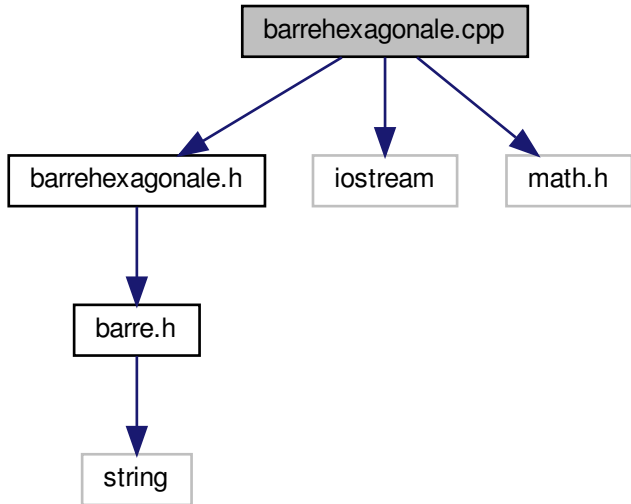 barrehexagonale.cpp
barrehexagonale.h
iostream
math.h
barre.h
string